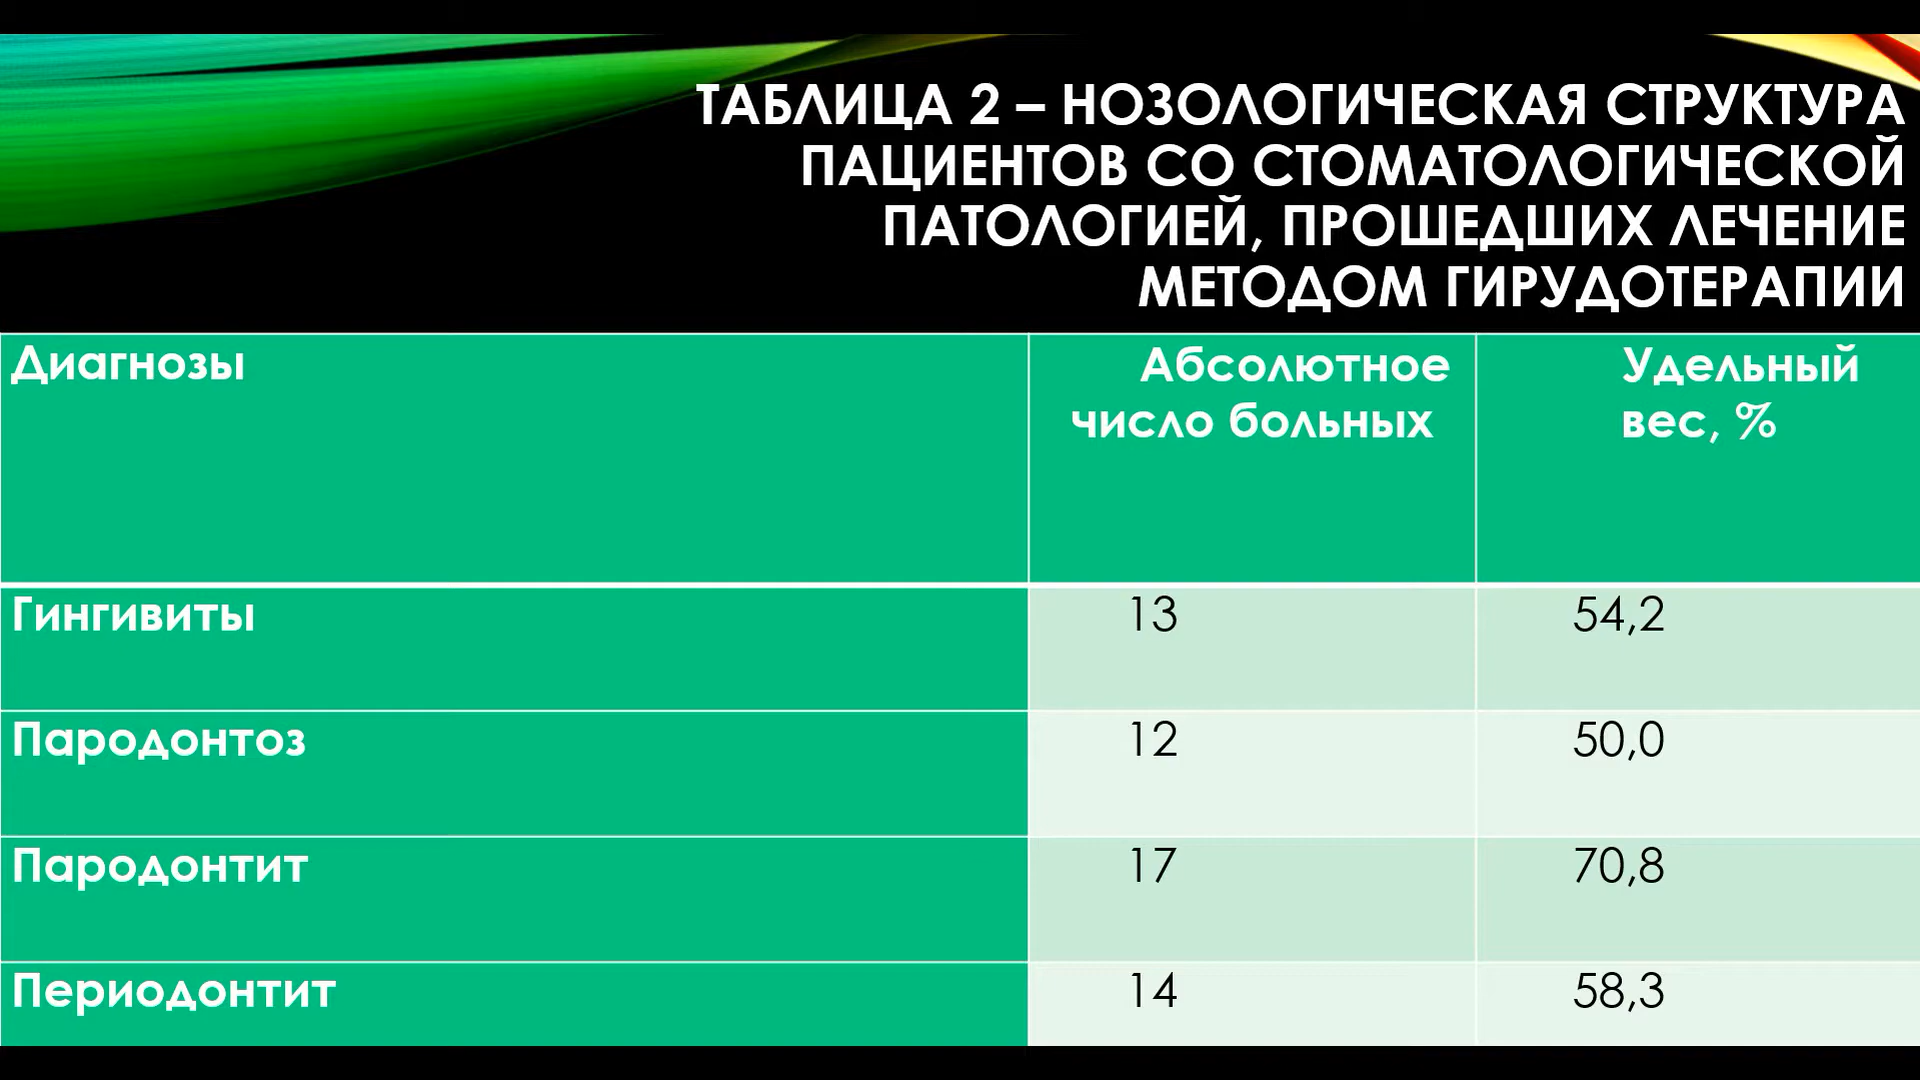 ТАБЛИЦА 2 – НОЗОЛОГИЧЕСКАЯ СТРУКТУРА
ПАЦИЕНТОВ СО СТОМАТОЛОГИЧЕСКОЙ
ПАТОЛОГИЕЙ, ПРОШЕДШИХ ЛЕЧЕНИЕ
МЕТОДОМ ГИРУДОТЕРАПИИ
Диагнозы
Абсолютное
число больных
Удельный
вес, %
Гингивиты 13 54,2
Пародонтоз 12 50,0
Пародонтит 17 70,8
Периодонтит 14 58,3